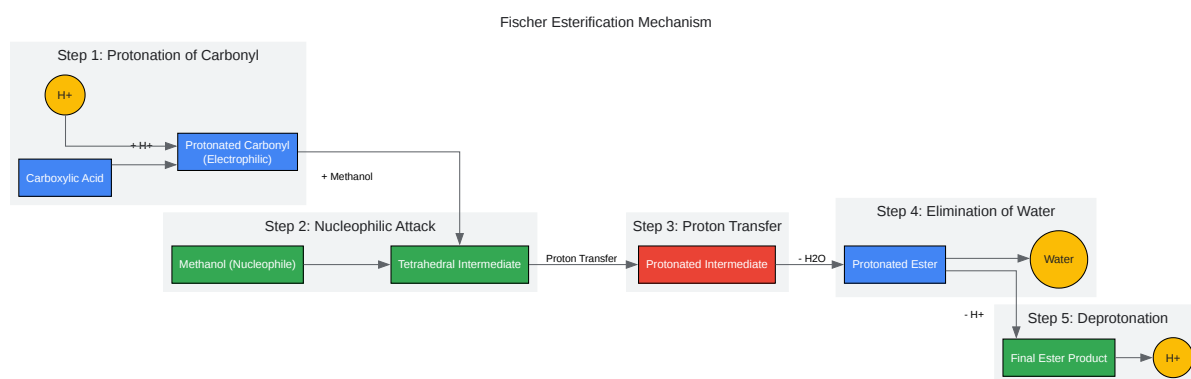 Fischer Esterification Mechanism
Step 1: Protonation of Carbonyl
H+
+ H+
Protonated Carbonyl
(Electrophilic)
Carboxylic Acid
+ Methanol
Step 2: Nucleophilic Attack
Methanol (Nucleophile)
Tetrahedral Intermediate
Proton Transfer
Step 3: Proton Transfer
Protonated Intermediate
- H2O
Step 4: Elimination of Water
Protonated Ester
Water
- H+
Step 5: Deprotonation
Final Ester Product
H+